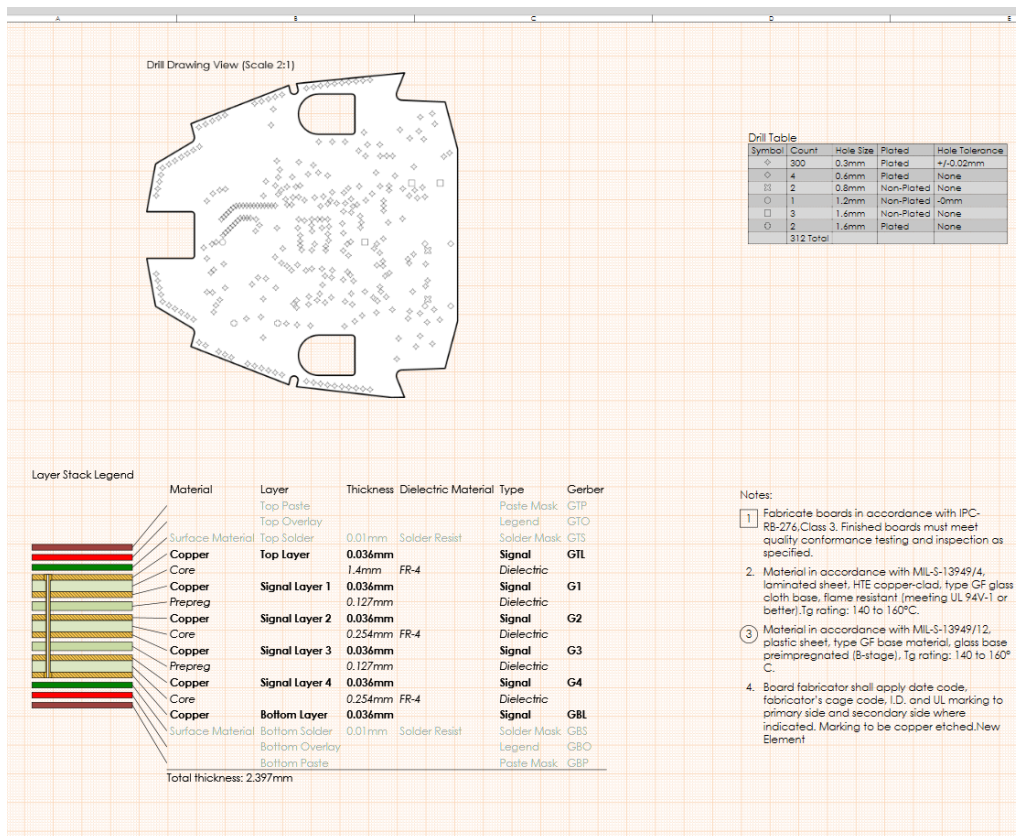 A B C D E
Drill Drawing View (Scale 2:1)
Drill Table
Symbol Count Hole Size Plated Hole Tolerance
300 0.3mm Plated +/-0.02mm
4 0.6mm Plated None
2 0.8mm Non-Plated None
1 1.2mm Non-Plated -0mm
3 1.6mm Non-Plated None
2 1.6mm Plated None
312 Total
Layer Stack Legend
Material Layer Thickness Dielectric Material Type Gerber
Top Paste Paste Mask GTP
Top Overlay Legend GTO
Surface Material Top Solder 0.01mm Solder Resist Solder Mask GTS
Copper Top Layer 0.036mm Signal GTL
Core 1.4mm FR-4 Dielectric
Copper Signal Layer 1 0.036mm Signal G1
Prepreg 0.127mm Dielectric
Copper Signal Layer 2 0.036mm Signal G2
Core 0.254mm FR-4 Dielectric
Copper Signal Layer 3 0.036mm Signal G3
Prepreg 0.127mm Dielectric
Copper Signal Layer 4 0.036mm Signal G4
Core 0.254mm FR-4 Dielectric
Copper Bottom Layer 0.036mm Signal GBL
Surface Material Bottom Solder 0.01mm Solder Resist Solder Mask GBS
Bottom Overlay Legend GBO
Bottom Paste Paste Mask GBP
Total thickness: 2.397mm
Notes:
1 Fabricate boards in accordance with IPC-
RB-276,Class 3. Finished boards must meet
quality conformance testing and inspection as
specified.
2. Material in accordance with MIL-S-13949/4,
laminated sheet, HTE copper-clad, type GF glass
cloth base, flame resistant (meeting UL 94V-1 or
better).Tg rating: 140 to 160°C.
3 Material in accordance with MIL-S-13949/12,
plastic sheet, type GF base material, glass base
preimpregnated (B-stage), Tg rating: 140 to 160°
C.
4. Board fabricator shall apply date code,
fabricator's cage code, I.D. and UL marking to
primary side and secondary side where
indicated. Marking to be copper etched.New
Element